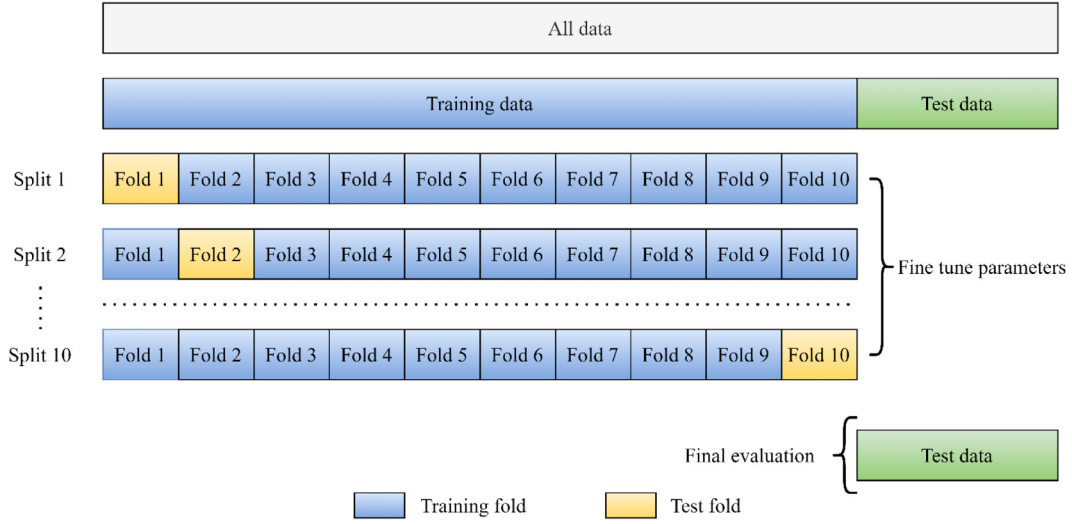 All data
Training data Test data
Split 1 Fold 1 Fold 2 Fold 3 Fold 4 Fold 5 Fold 6 Fold 7 Fold 8 Fold 9 Fold 10
Split 2 Fold 1 Fold 2 Fold 3 Fold 4 Fold 5 Fold 6 Fold 7 Fold 8 Fold 9 Fold 10
Fine tune parameters
Split 10 Fold 1 Fold 2 Fold 3 Fold 4 Fold 5 Fold 6 Fold 7 Fold 8 Fold 9 Fold 10
Final evaluation Test data
Training fold Test fold